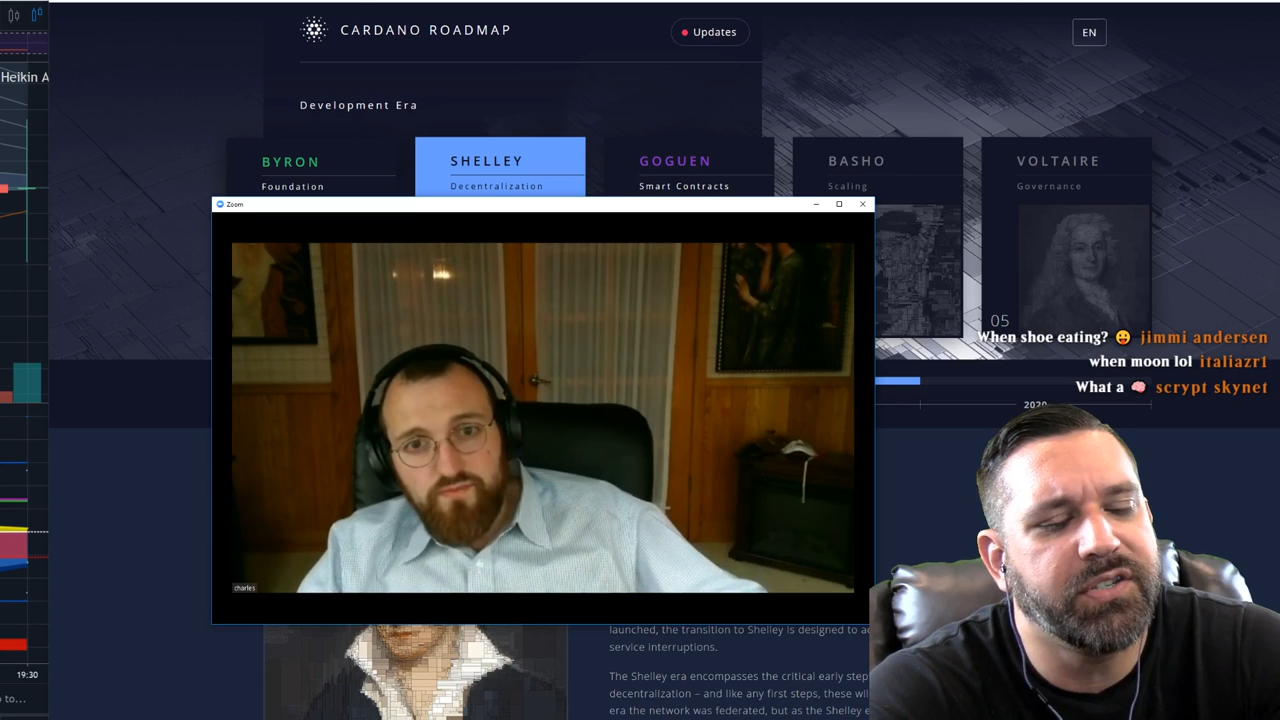 CARDANO ROADMAP
Updates
EN
Heikin A
Development Era
BYRON
Foundation
SHELLEY
Decentralization
GOGUEN
Smart Contracts
BASHO
Scaling
VOLTAIRE
Governance
Zoom
05
When shoe eating? 😛 jimmi andersen
when moon lol italiazr1
What a 🧠 scrypt skynet
2020
charles
launched, the transition to Shelley is designed to
service interruptions.
The Shelley era encompasses the critical early step
decentralization – and like any first steps, these wil
era the network was federated, but as the Shelley e
19:30
to...